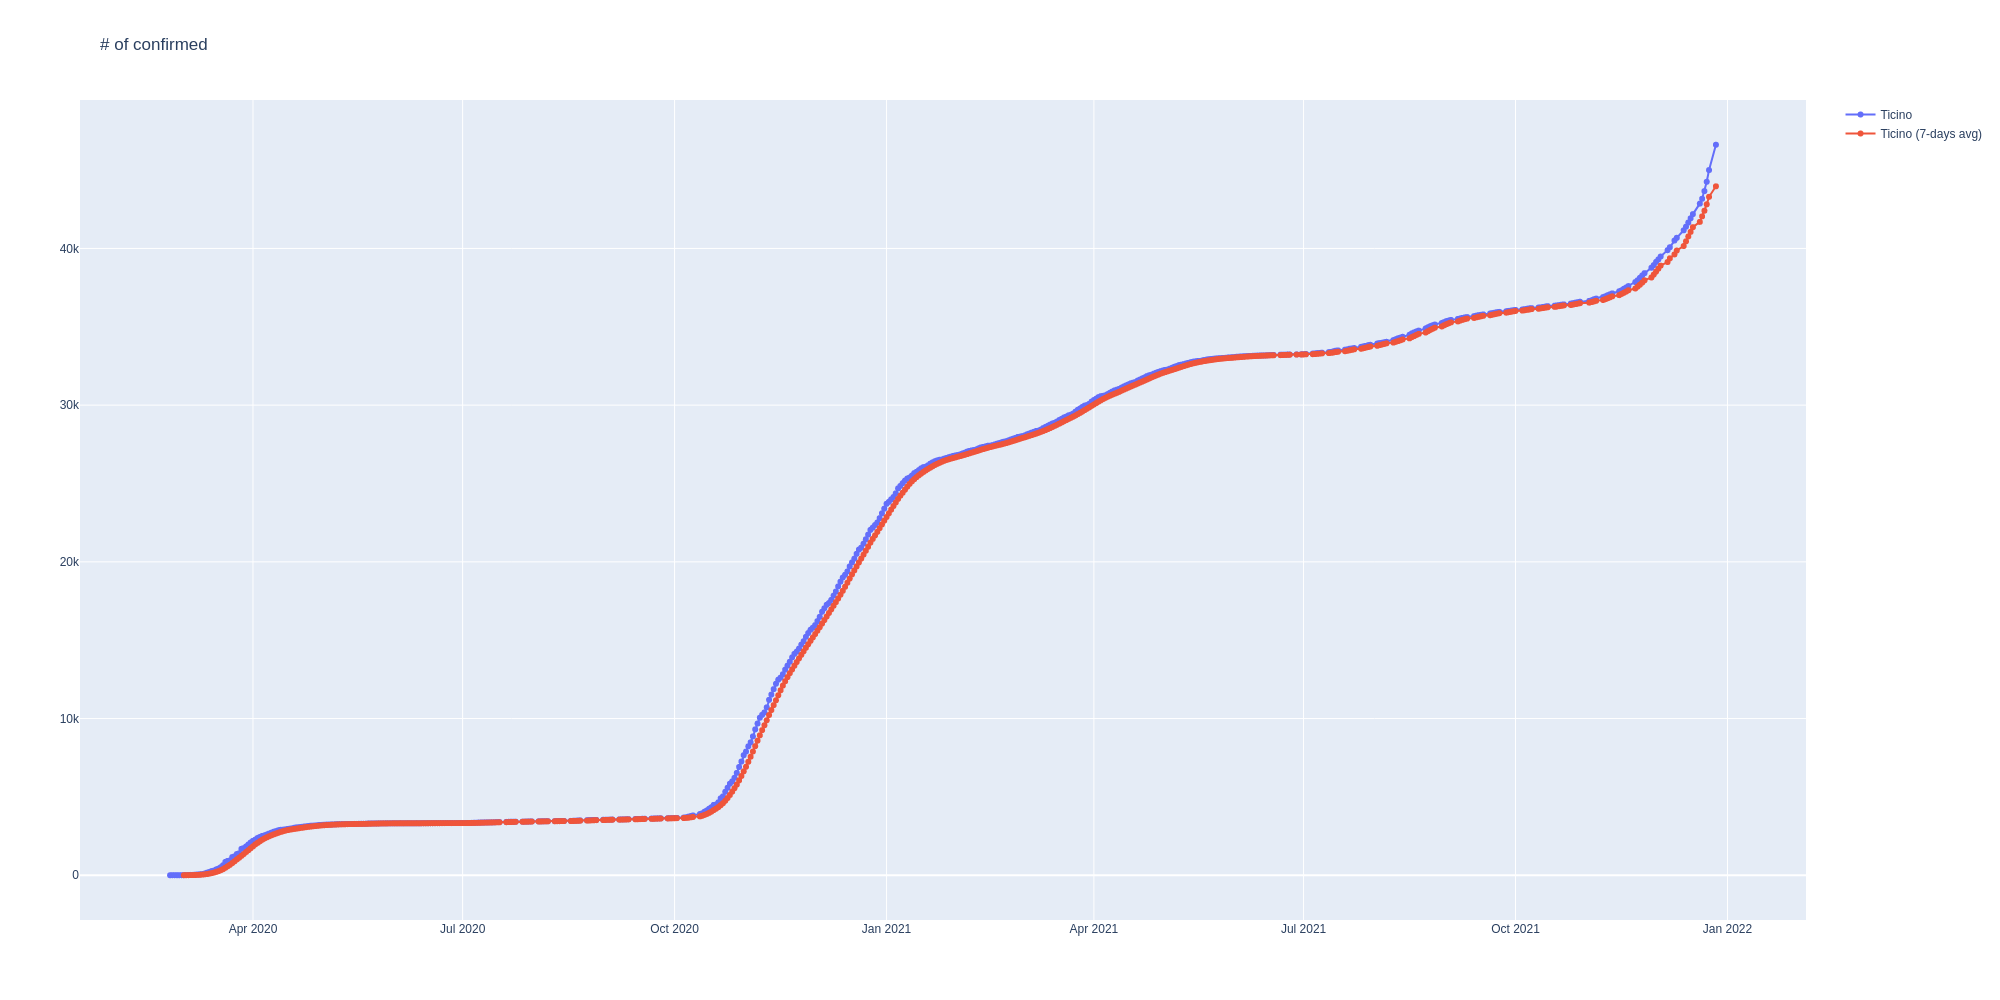 # of confirmed
Ticino
Ticino (7-days avg)
40k
30k
20k
10k
0
Apr 2020
Jul 2020
Oct 2020
Jan 2021
Apr 2021
Jul 2021
Oct 2021
Jan 2022